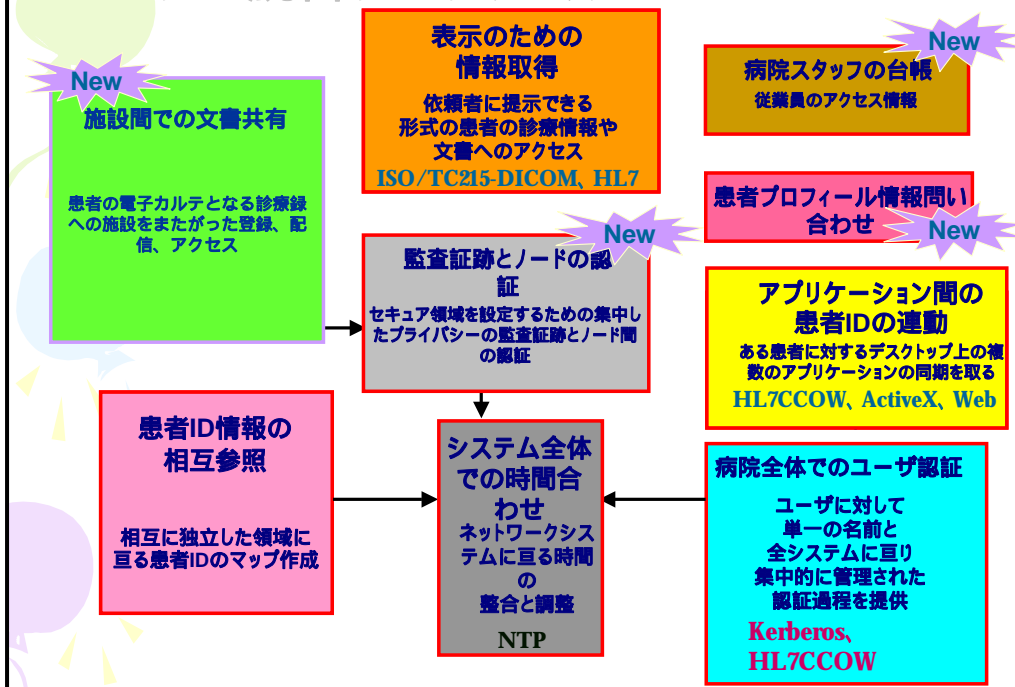 New
施設間での文書共有
患者の電子カルテとなる診療録
への施設をまたがった登録、配
信、アクセス
表示のための
情報取得
依頼者に提示できる
形式の患者の診療情報や
文書へのアクセス
ISO/TC215-DICOM、HL7
New
病院スタッフの台帳
従業員のアクセス情報
患者プロフィール情報問い
合わせ
New
New
監査証跡とノードの認
証
セキュア領域を設定するための集中し
たプライバシーの監査証跡とノード間
の認証
アプリケーション間の
患者IDの連動
ある患者に対するデスクトップ上の複
数のアプリケーションの同期を取る
HL7CCOW、ActiveX、Web
患者ID情報の
相互参照
相互に独立した領域に
亘る患者IDのマップ作成
システム全体
での時間合
わせ
ネットワークシス
テムに亘る時間
の
整合と調整
NTP
病院全体でのユーザ認証
ユーザに対して
単一の名前と
全システムに亘り
集中的に管理された
認証過程を提供
Kerberos、
HL7CCOW